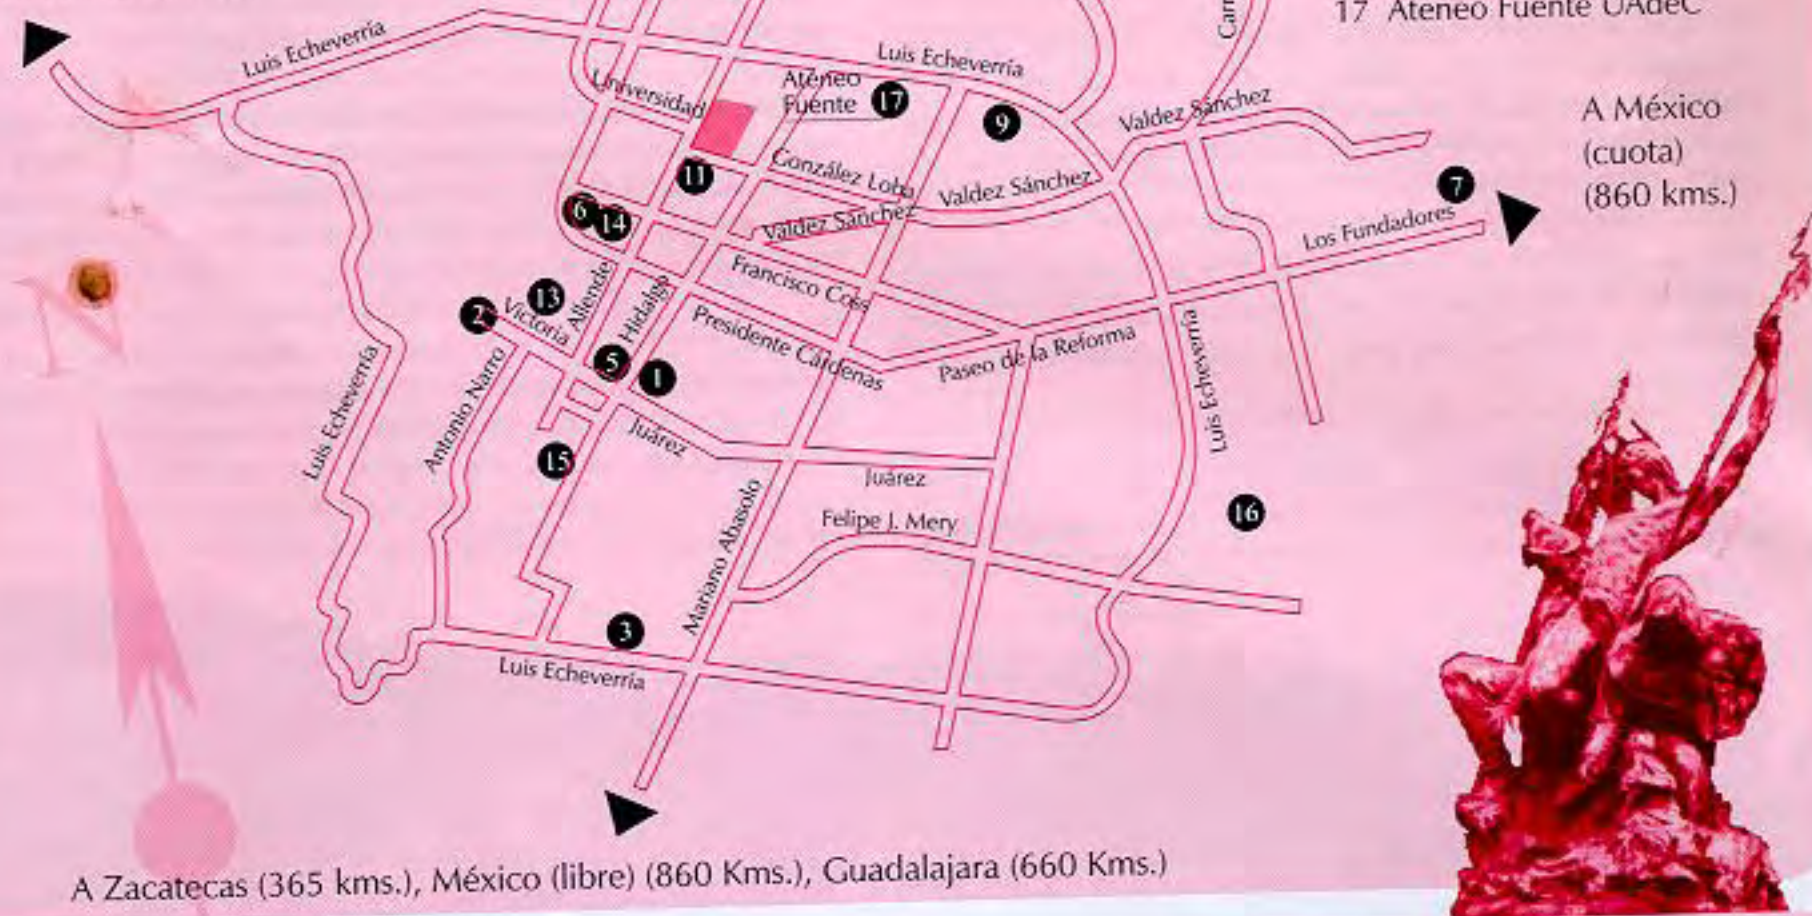 17 Ateneo Fuente UAdeC
Luis Echeverría
Luis Echeverría
Universidad
Ateneo
Fuente
17
9
Valdez Sánchez
A México
(cuota)
(860 kms.)
11
González Lobo
Valdez Sánchez
7
6
14
Valdez Sánchez
Los Fundadores
Francisco Coss
13
2
Victoria
Allende
Hidalgo
Presidente Cárdenas
Paseo de la Reforma
Luis Echeverría
Luis Echeverría
Antonio Narro
5
1
Juárez
15
Juárez
Mariano Abasolo
Felipe J. Mery
16
3
Luis Echeverría
A Zacatecas (365 kms.), México (libre) (860 Kms.), Guadalajara (660 Kms.)